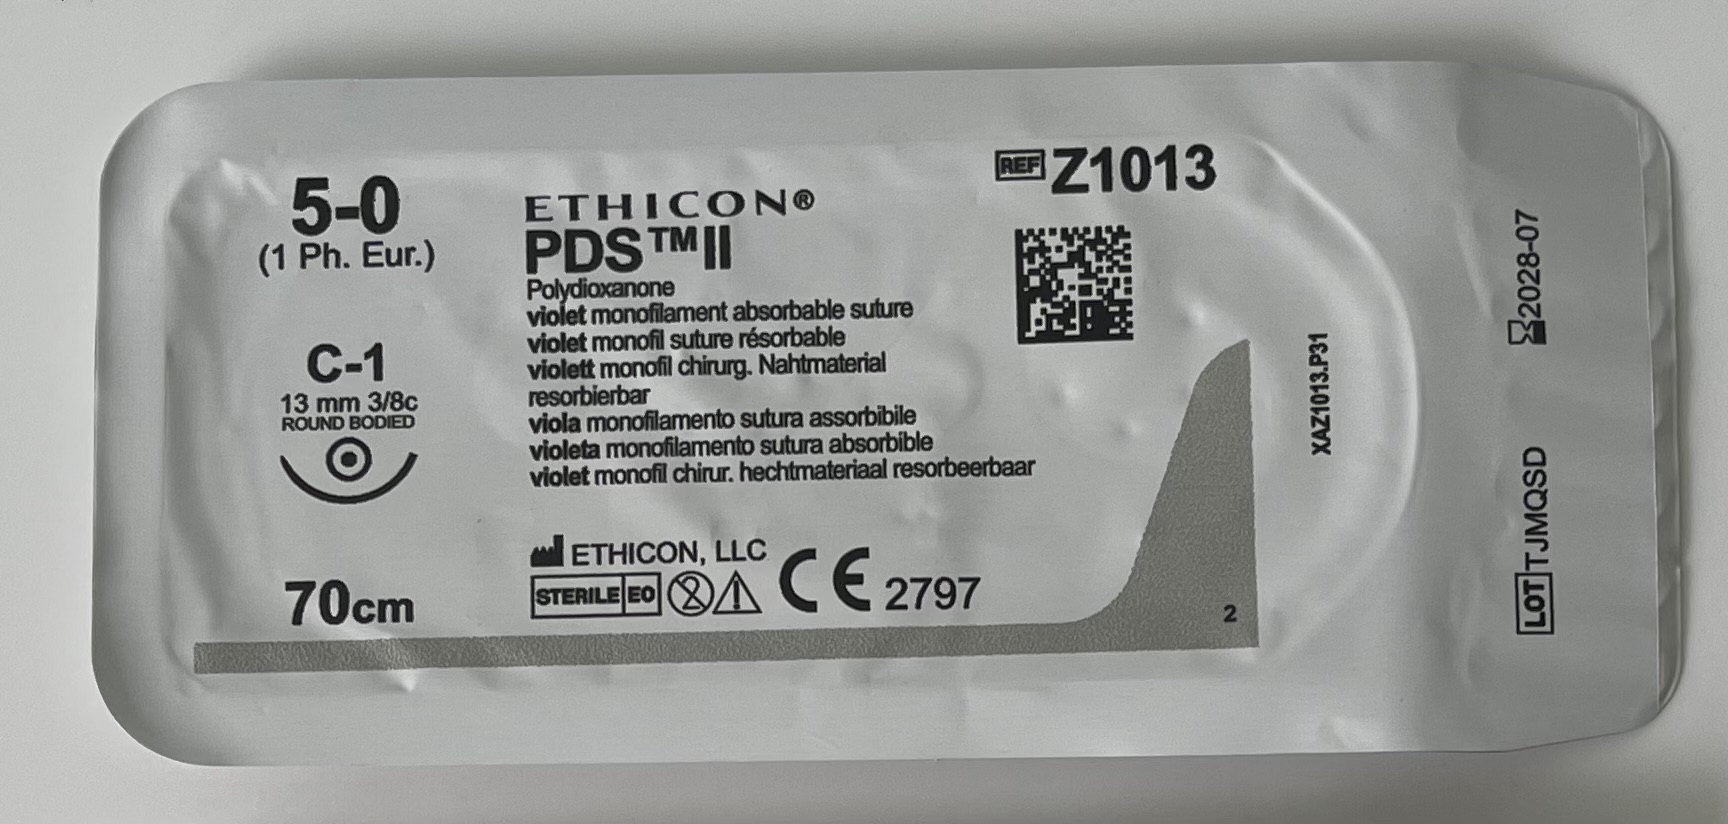 5-0
(1 Ph. Eur.)
C-1
13 mm 3/8c
ROUND BODIED
70cm
ETHICON®
PDS™II
Polydioxanone
violet monofilament absorbable suture
violet monofil suture résorbable
violett monofil chirurg. Nahtmaterial
resorbierbar
viola monofilamento sutura assorbibile
violeta monofilamento sutura absorbible
violet monofil chirur. hechtmateriaal resorbeerbaar
ETHICON, LLC
STERILE EO 2 CE 2797
REF Z1013
2
XAZ1013.P31
2028-07
LOT TJMQSD